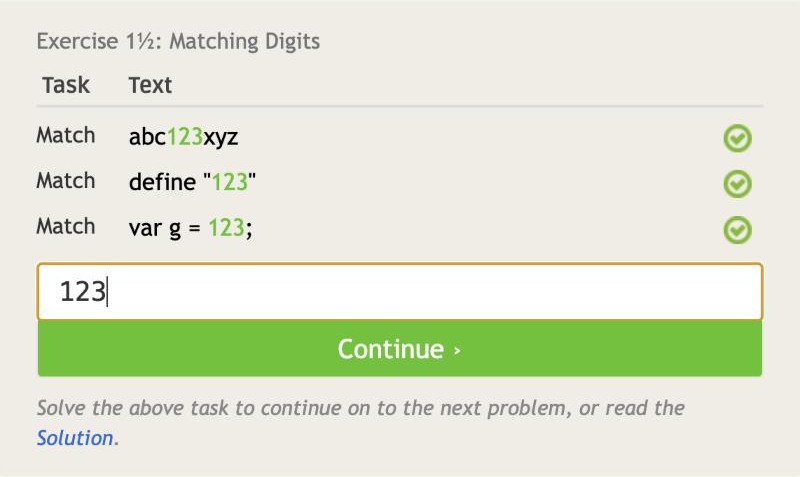 Exercise 1½: Matching Digits
Task Text
Match abc123xyz
Match define "123"
Match var g = 123;
123
Continue ›
Solve the above task to continue on to the next problem, or read the
Solution.